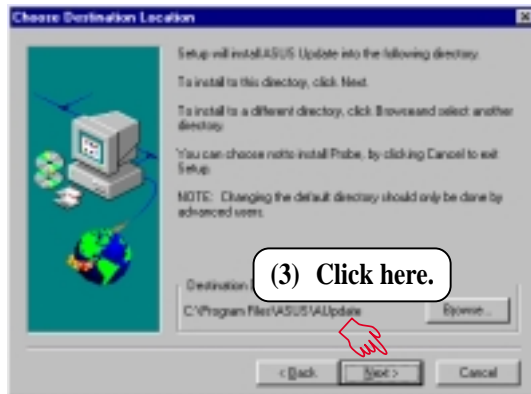 Choose Destination Location
Setup will install ASUS Update into the following directory.
To install to this directory, click Next.
To install to a different directory, click Browse and select another
directory.
You can choose not to install Probe, by clicking Cancel to exit
Setup.
NOTE: Changing the default directory should only be done by
advanced users.
(3) Click here.
Destination
C:\Program Files\ASUS\AUpdate
Browse...
< Back
Next >
Cancel